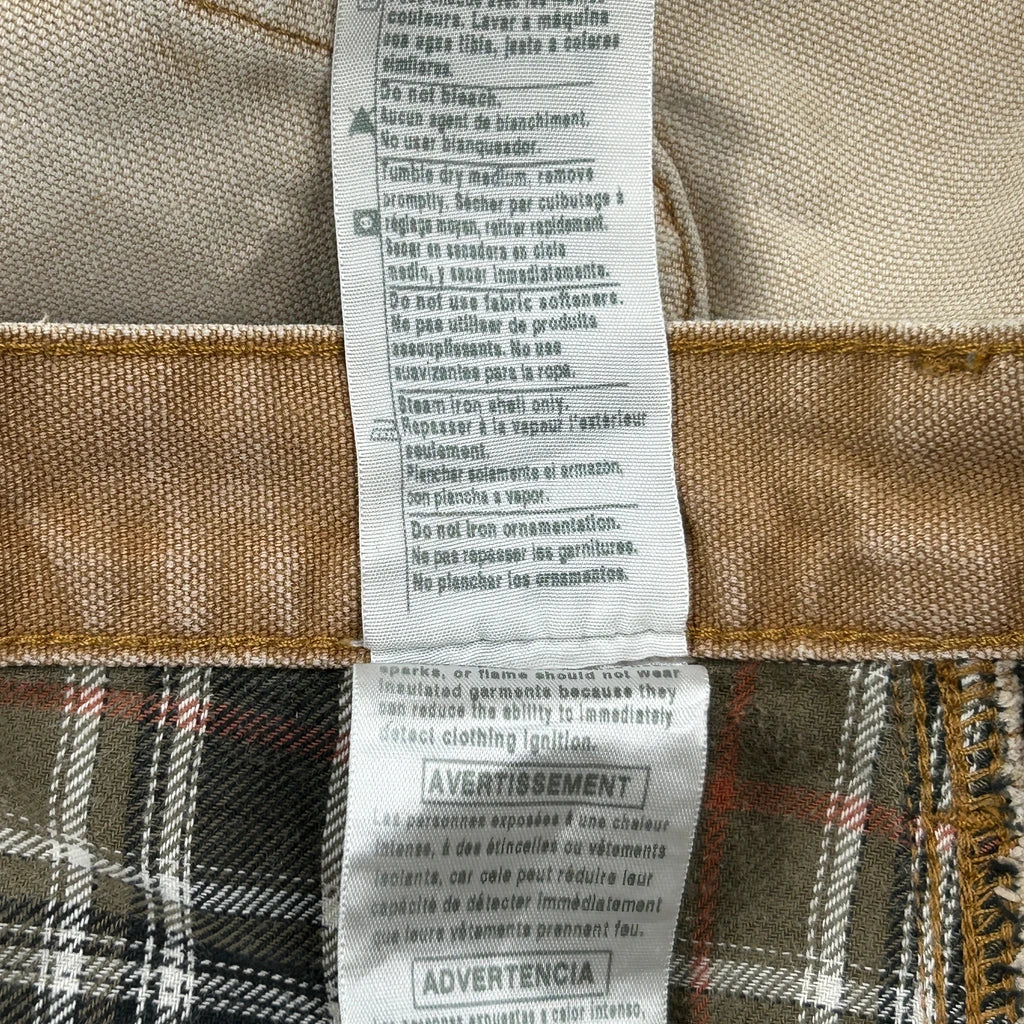 couleurs. Laver a máquina
con agua tibia, junto a colores
similares.
Do not bleach.
Aucun agent de blanchiment.
No usar blanqueador.
Tumble dry medium, remove
promptly. Sécher par culbutage à
réglage moyen, retirer rapidement.
Secar en secadora en ciclo
medio, y sacar inmediatamente.
Do not use fabric softeners.
Ne pas utiliser de produits
assouplissants. No use
suavizantes para la ropa.
Steam iron shell only.
Repasser à la vapeur l'extérieur
seulement.
Planchar solamente el armazón,
con plancha a vapor.
Do not iron ornamentation.
Ne pas repasser les garnitures.
No planchar los ornamentos.
sparks, or flame should not wear
insulated garments because they
can reduce the ability to immediately
detect clothing ignition.
AVERTISSEMENT
Les personnes exposées à une chaleur
intense, à des étincelles ou vêtements
isolants, car cela peut réduire leur
capacité de détecter immédiatement
que leurs vêtements prennent feu.
ADVERTENCIA
Las personas expuestas a calor intenso,